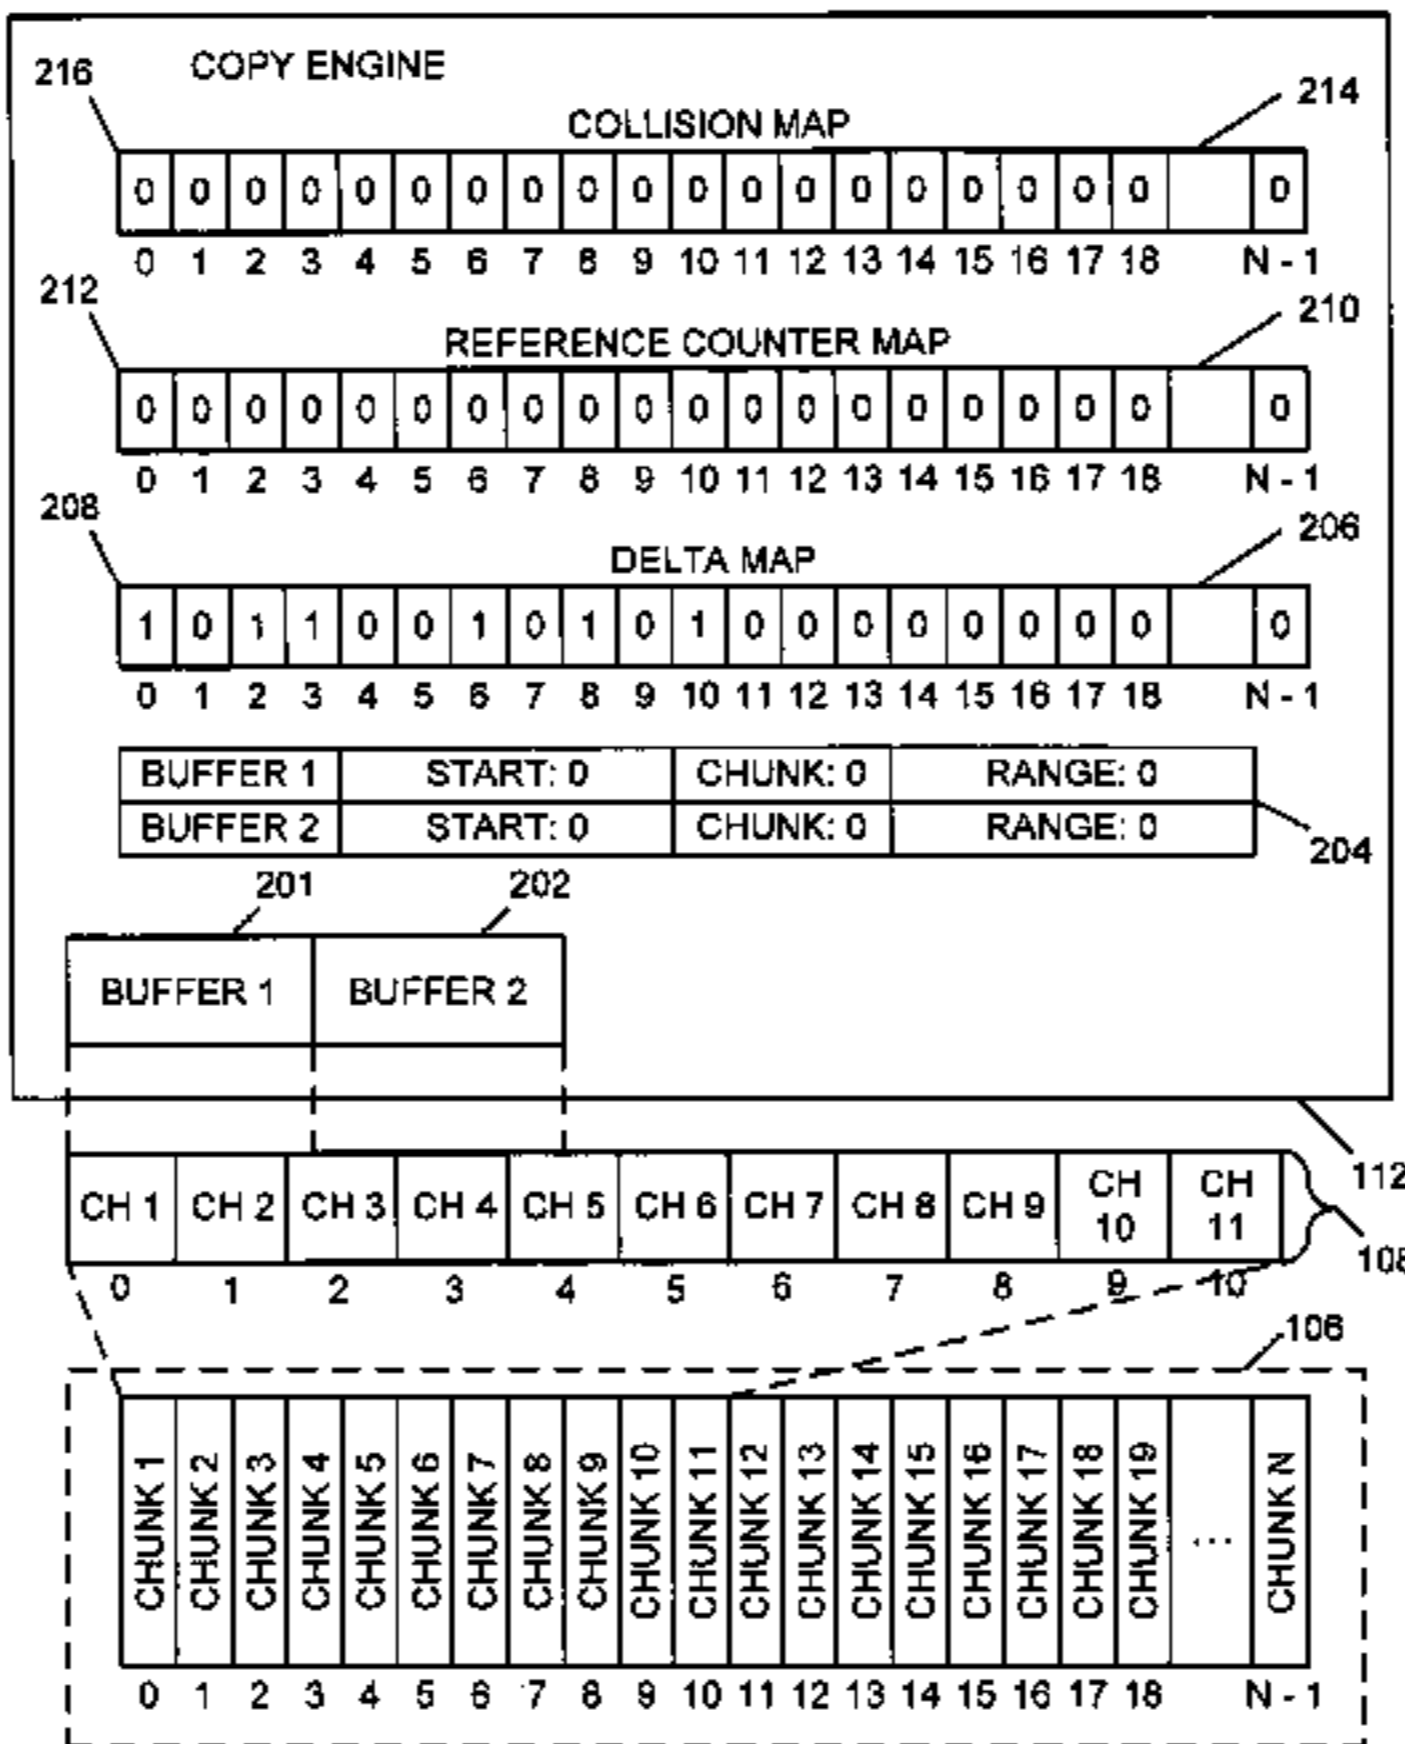 COPY ENGINE
216
COLLISION MAP
214
0 0 0 0 0 0 0 0 0 0 0 0 0 0 0 0 0 0 0 0
0 1 2 3 4 5 6 7 8 9 10 11 12 13 14 15 16 17 18 N - 1
212
REFERENCE COUNTER MAP
210
0 0 0 0 0 0 0 0 0 0 0 0 0 0 0 0 0 0 0 0
0 1 2 3 4 5 6 7 8 9 10 11 12 13 14 15 16 17 18 N - 1
208
DELTA MAP
206
1 0 1 1 0 0 1 0 1 0 1 0 0 0 0 0 0 0 0 0
0 1 2 3 4 5 6 7 8 9 10 11 12 13 14 15 16 17 18 N - 1
BUFFER 1 START: 0 CHUNK: 0 RANGE: 0
BUFFER 2 START: 0 CHUNK: 0 RANGE: 0
204
201
202
BUFFER 1 BUFFER 2
112
CH 1 CH 2 CH 3 CH 4 CH 5 CH 6 CH 7 CH 8 CH 9 CH 10 CH 11
108
0 1 2 3 4 5 6 7 8 9 10
106
CHUNK 1
CHUNK 2
CHUNK 3
CHUNK 4
CHUNK 5
CHUNK 6
CHUNK 7
CHUNK 8
CHUNK 9
CHUNK 10
CHUNK 11
CHUNK 12
CHUNK 13
CHUNK 14
CHUNK 15
CHUNK 16
CHUNK 17
CHUNK 18
CHUNK 19
...
CHUNK N
0 1 2 3 4 5 6 7 8 9 10 11 12 13 14 15 16 17 18 N - 1